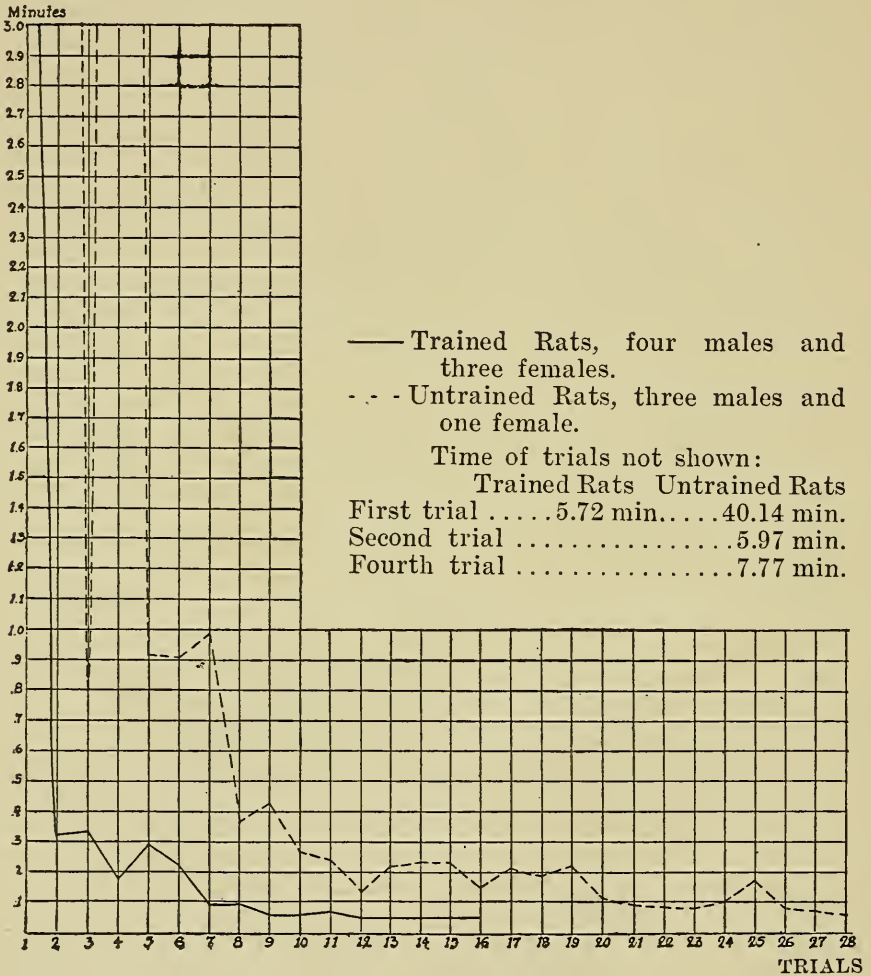 Minutes
3.0
2.9
2.8
2.7
2.6
2.5
2.4
2.3
2.2
2.1
2.0
1.9
1.8
1.7
1.6
1.5
1.4
1.3
1.2
1.1
1.0
.9
.8
.7
.6
.5
.4
.3
.2
.1
Trained Rats, four males and
three females.
Untrained Rats, three males and
one female.
Time of trials not shown:
Trained Rats Untrained Rats
First trial .....5.72 min.....40.14 min.
Second trial ................5.97 min.
Fourth trial ................7.77 min.
1 2 3 4 5 6 7 8 9 10 11 12 13 14 15 16 17 18 19 20 21 22 23 24 25 26 27 28
TRIALS